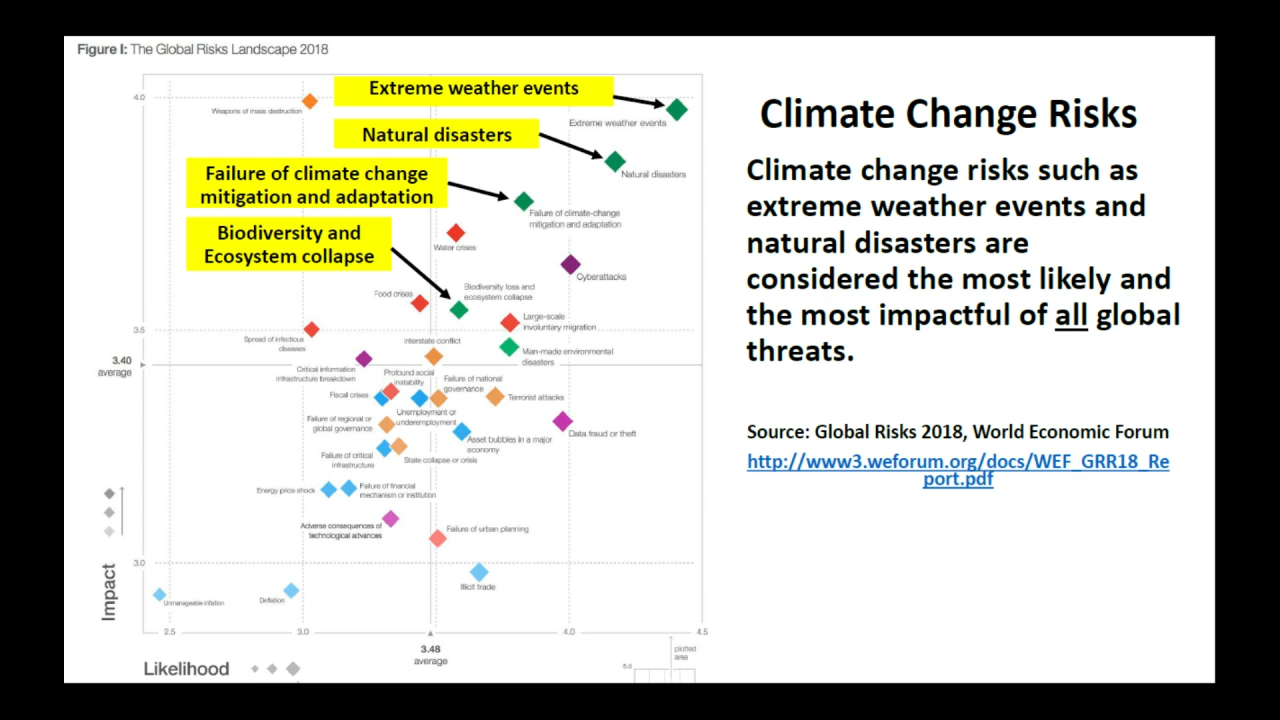 Figure I: The Global Risks Landscape 2018
4.0
Weapons of mass destruction
Extreme weather events
Extreme weather events
Natural disasters
Natural disasters
Failure of climate change
mitigation and adaptation
Failure of climate-change
mitigation and adaptation
Biodiversity and
Ecosystem collapse
Water crises
Cyberattacks
Food crises
Biodiversity loss and
ecosystem collapse
3.5
Large-scale
involuntary migration
Spread of infectious
diseases
Interstate conflict
Man-made environmental
disasters
3.40
average
Critical information
infrastructure breakdown
Profound social
instability
Failure of national
governance
Fiscal crises
Terrorist attacks
Unemployment or
underemployment
Failure of regional or
global governance
Data fraud or theft
Asset bubbles in a major
economy
Failure of critical
infrastructure
State collapse or crisis
Energy price shock
Failure of financial
mechanism or institution
Adverse consequences of
technological advances
Failure of urban planning
3.0
Illicit trade
Unmanageable inflation
Deflation
Impact
2.5
3.0
4.0
4.5
3.48
average
plotted
area
5.0
Likelihood
Climate Change Risks
Climate change risks such as
extreme weather events and
natural disasters are
considered the most likely and
the most impactful of all global
threats.
Source: Global Risks 2018, World Economic Forum
http://www3.weforum.org/docs/WEF_GRR18_Re
port.pdf